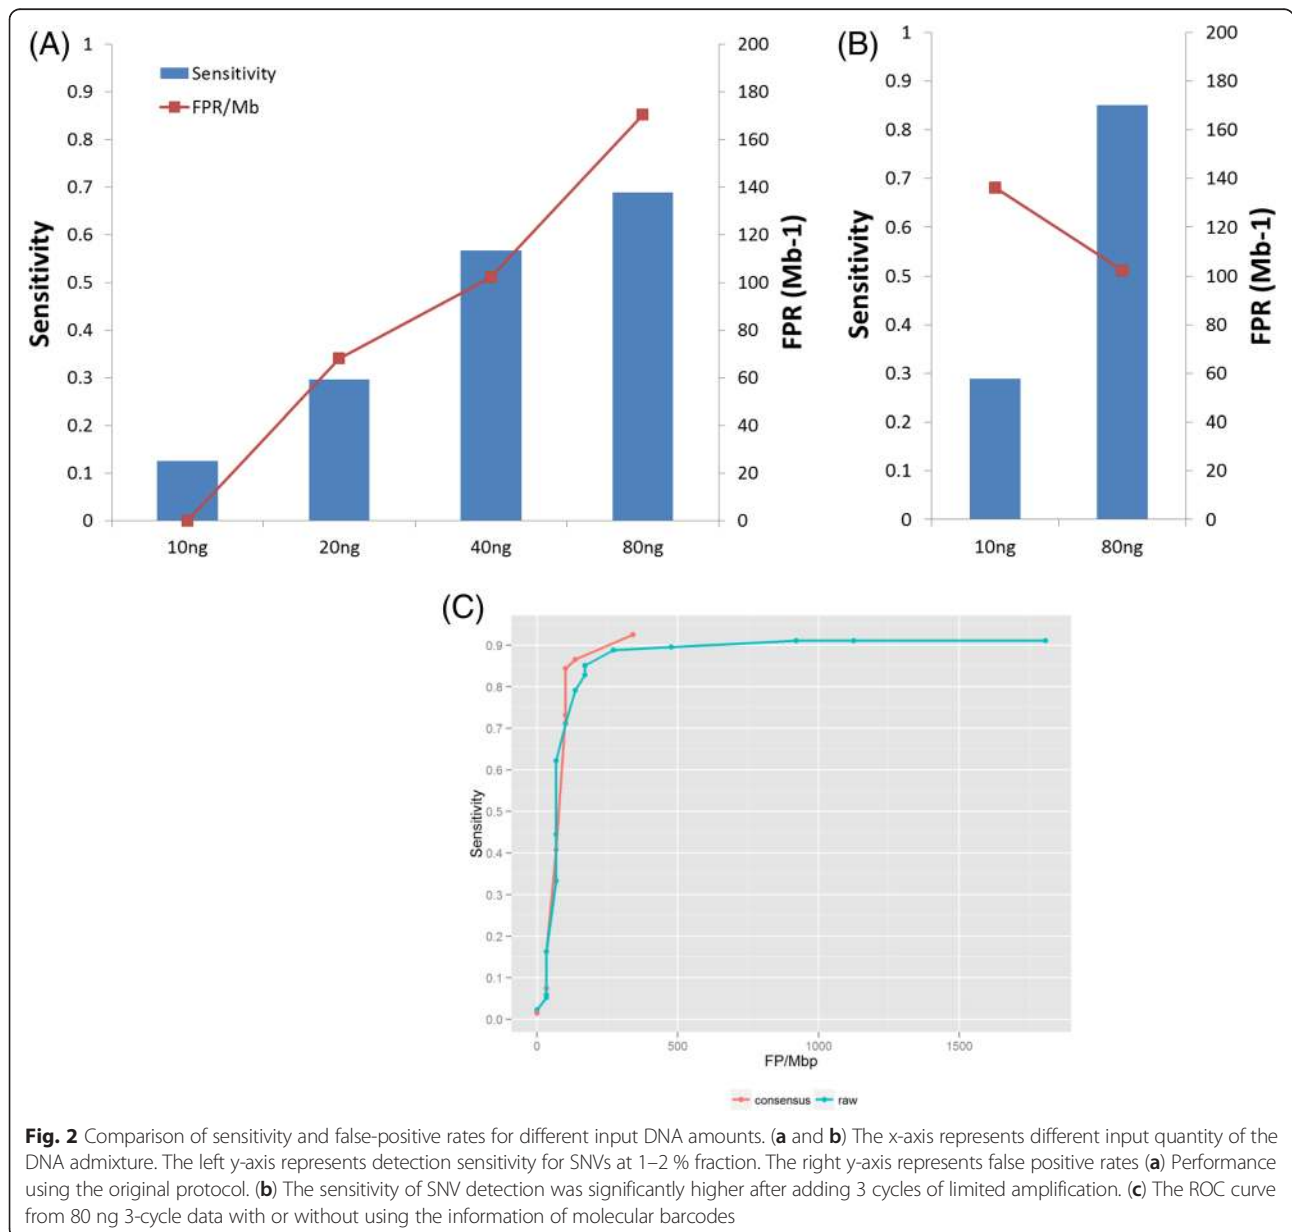 (A)
1
0.9
0.8
0.7
0.6
0.5
0.4
0.3
0.2
0.1
0
Sensitivity
Sensitivity
FPR/Mb
200
180
160
140
120
100
80
60
40
20
0
FPR (Mb-1)
10ng 20ng 40ng 80ng
(B)
1
0.9
0.8
0.7
0.6
0.5
0.4
0.3
0.2
0.1
0
Sensitivity
200
180
160
140
120
100
80
60
40
20
0
FPR (Mb-1)
10ng 80ng
(C)
0.9
0.8
0.7
0.6
0.5
0.4
0.3
0.2
0.1
0.0
Sensitivity
0 500 1000 1500
FP/Mbp
consensus raw
Fig. 2 Comparison of sensitivity and false-positive rates for different input DNA amounts. (a and b) The x-axis represents different input quantity of the
DNA admixture. The left y-axis represents detection sensitivity for SNVs at 1–2 % fraction. The right y-axis represents false positive rates (a) Performance
using the original protocol. (b) The sensitivity of SNV detection was significantly higher after adding 3 cycles of limited amplification. (c) The ROC curve
from 80 ng 3-cycle data with or without using the information of molecular barcodes